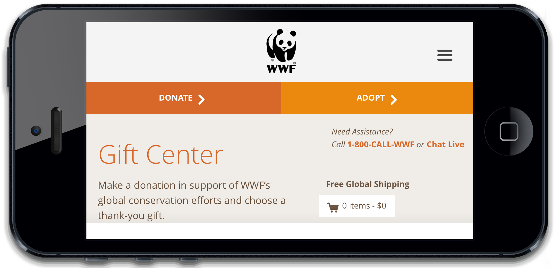 WWF
DONATE
ADOPT
Need Assistance?
Call 1-800-CALL-WWF or Chat Live
Gift Center
Make a donation in support of WWF's
global conservation efforts and choose a
thank-you gift.
Free Global Shipping
0 items - $0